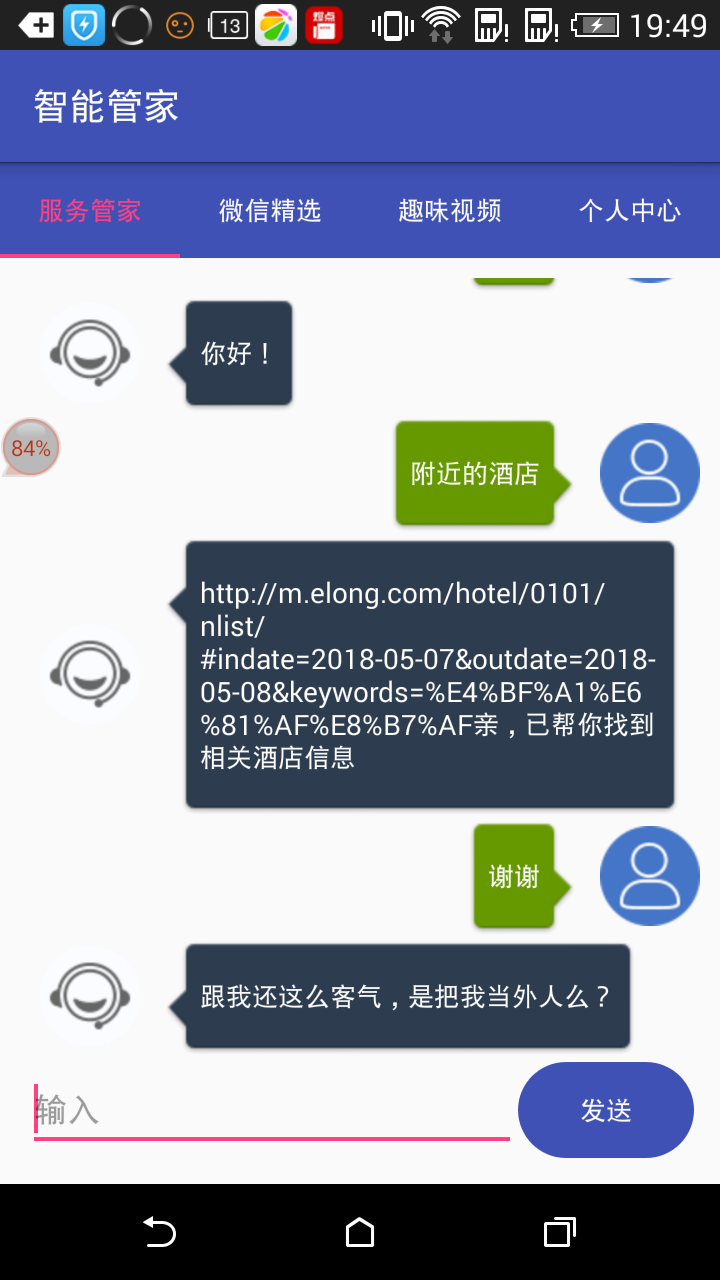 13
想点
19:49
智能管家
服务管家
微信精选
趣味视频
个人中心
你好！
84%
附近的酒店
http://m.elong.com/hotel/0101/
nlist/
#indate=2018-05-07&outdate=2018-
05-08&keywords=%E4%BF%A1%E6
%81%AF%E8%B7%AF亲，已帮你找到
相关酒店信息
谢谢
跟我还这么客气，是把我当外人么？
输入
发送